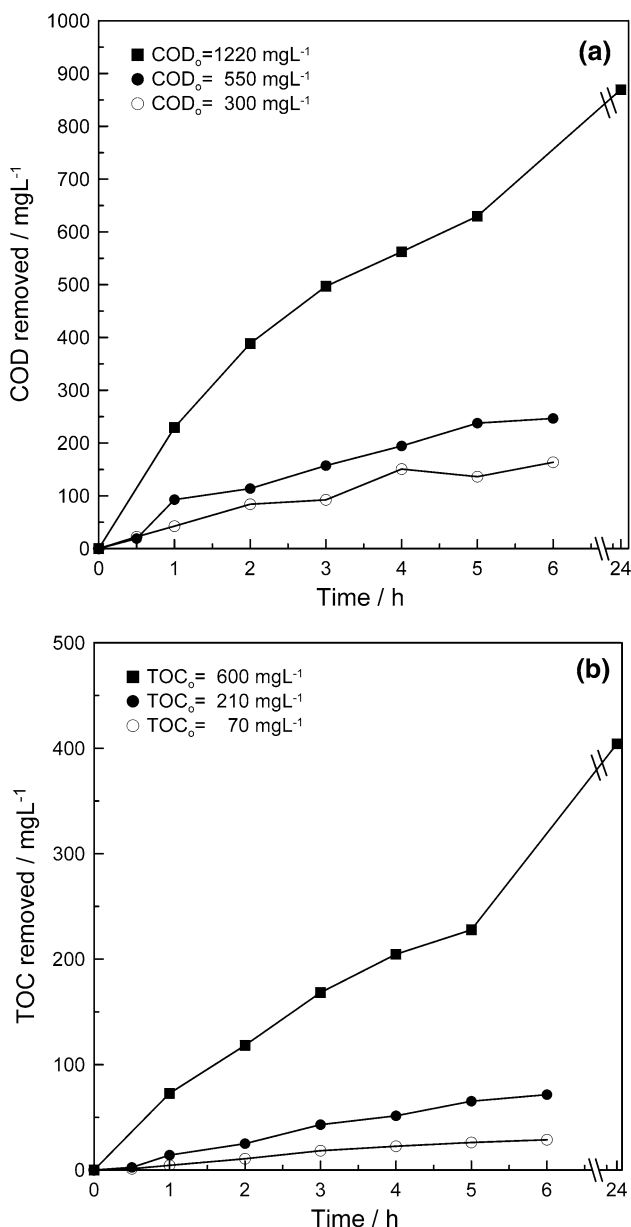 1000
(a)
COD₀=1220 mgL⁻¹
900
COD₀= 550 mgL⁻¹
COD₀= 300 mgL⁻¹
800
700
600
500
400
300
200
100
0
0 1 2 3 4 5 6 24
COD removed / mgL⁻¹
Time / h
500
(b)
TOC₀= 600 mgL⁻¹
TOC₀= 210 mgL⁻¹
TOC₀= 70 mgL⁻¹
400
300
200
100
0
0 1 2 3 4 5 6 24
TOC removed / mgL⁻¹
Time / h